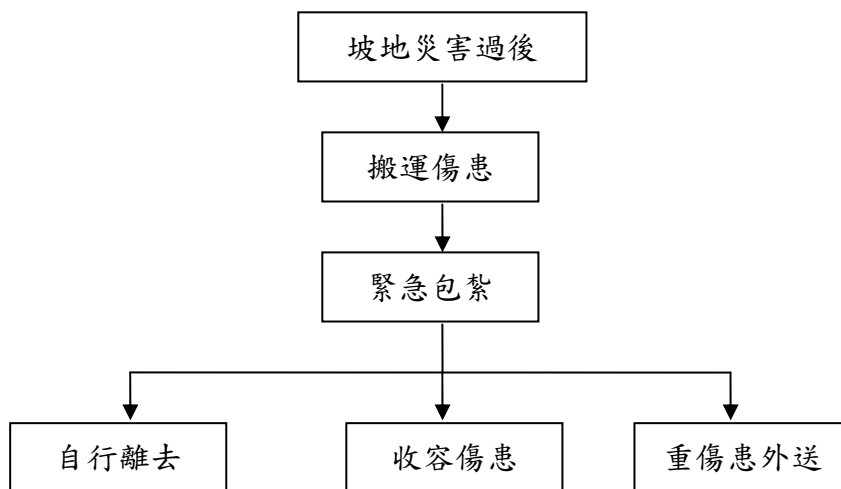 坡地災害過後
搬運傷患
緊急包紮
自行離去
收容傷患
重傷患外送